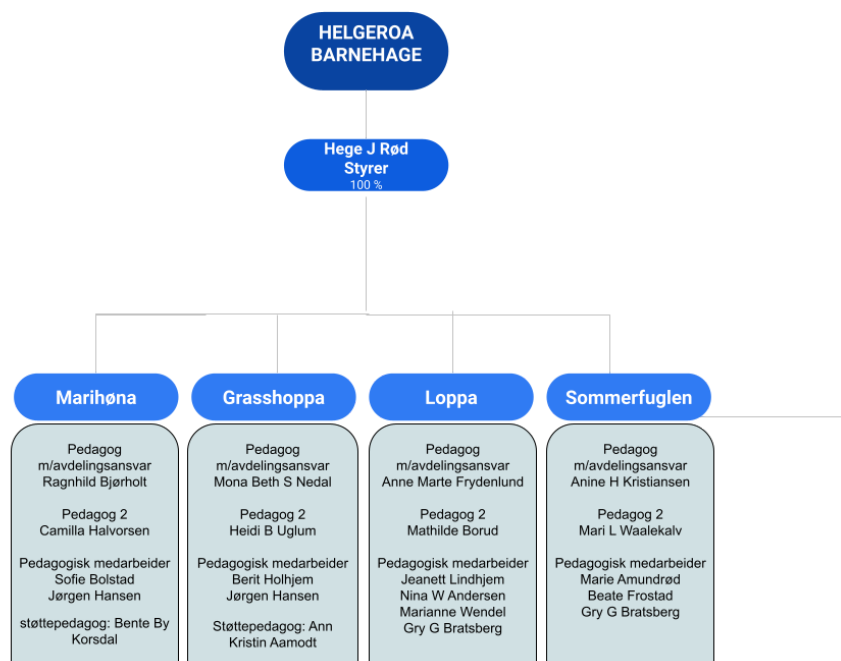 HELGEROA
BARNEHAGE
Hege J Rød
Styrer
100 %
Marihøna
Pedagog
m/avdelingsansvar
Ragnhild Bjørholt
Pedagog 2
Camilla Halvorsen
Pedagogisk medarbeider
Sofie Bolstad
Jørgen Hansen
støttepedagog: Bente By
Korsdal
Grasshoppa
Pedagog
m/avdelingsansvar
Mona Beth S Nedal
Pedagog 2
Heidi B Uglum
Pedagogisk medarbeider
Berit Holhjem
Jørgen Hansen
Støttepedagog: Ann
Kristin Aamodt
Loppa
Pedagog
m/avdelingsansvar
Anne Marte Frydenlund
Pedagog 2
Mathilde Borud
Pedagogisk medarbeider
Jeanett Lindhjem
Nina W Andersen
Marianne Wendel
Gry G Bratsberg
Sommerfuglen
Pedagog
m/avdelingsansvar
Anine H Kristiansen
Pedagog 2
Mari L Waalekalv
Pedagogisk medarbeider
Marie Amundrød
Beate Frostad
Gry G Bratsberg